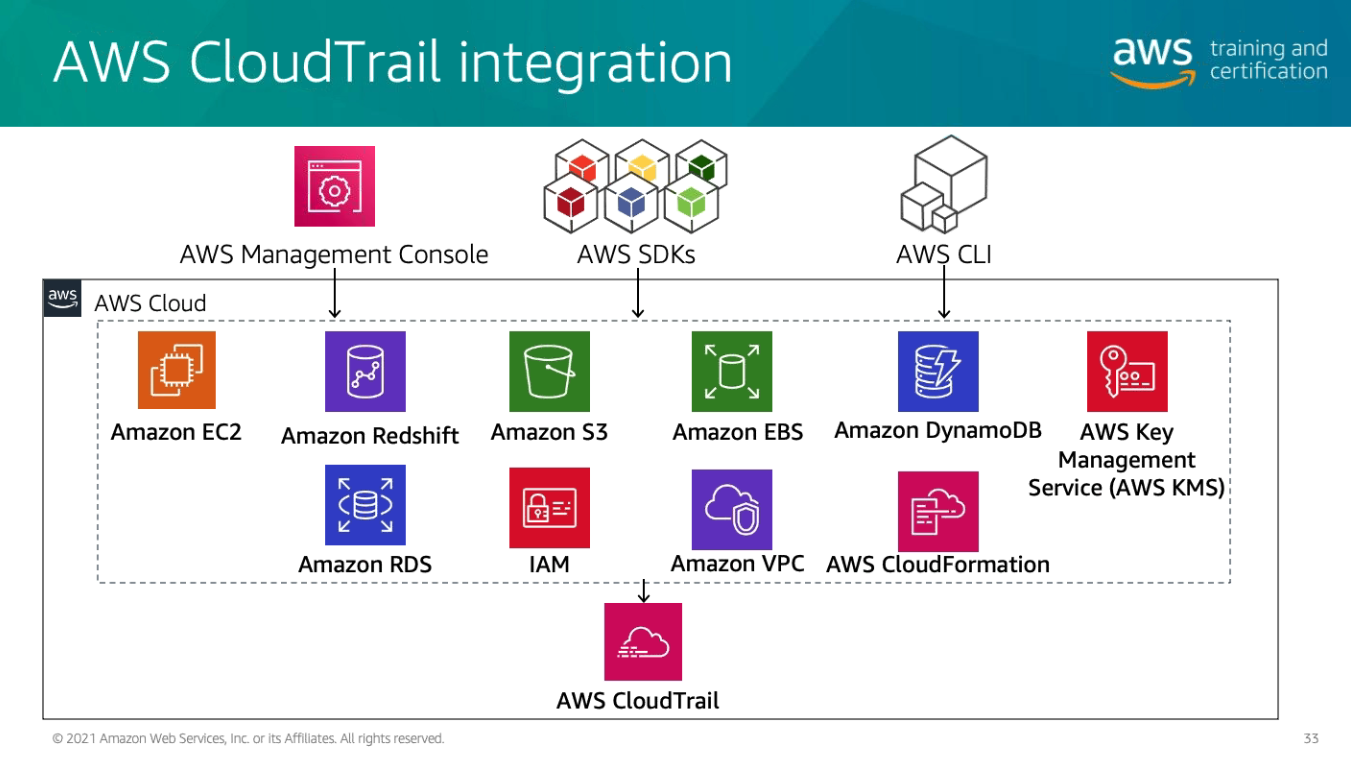 AWS CloudTrail integration
aws training and
certification
AWS Management Console
AWS SDKs
AWS CLI
aws
AWS Cloud
Amazon EC2
Amazon Redshift
Amazon S3
Amazon EBS
Amazon DynamoDB
AWS Key
Management
Service (AWS KMS)
Amazon RDS
IAM
Amazon VPC
AWS CloudFormation
AWS CloudTrail
© 2021 Amazon Web Services, Inc. or its Affiliates. All rights reserved.
33